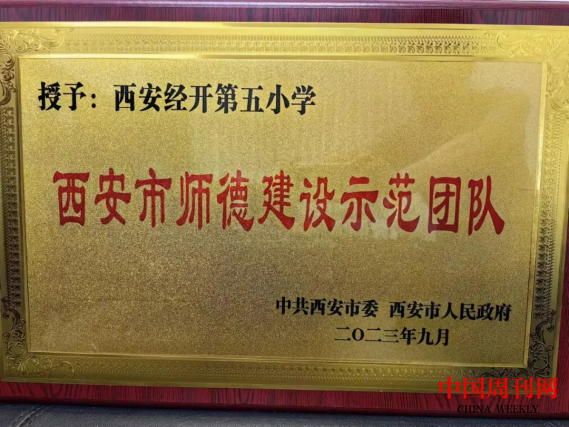 授予：西安经开第五小学
西安市师德建设示范团队
中共西安市委 西安市人民政府
二〇二三年九月
中国周刊网
CHINA WEEKLY